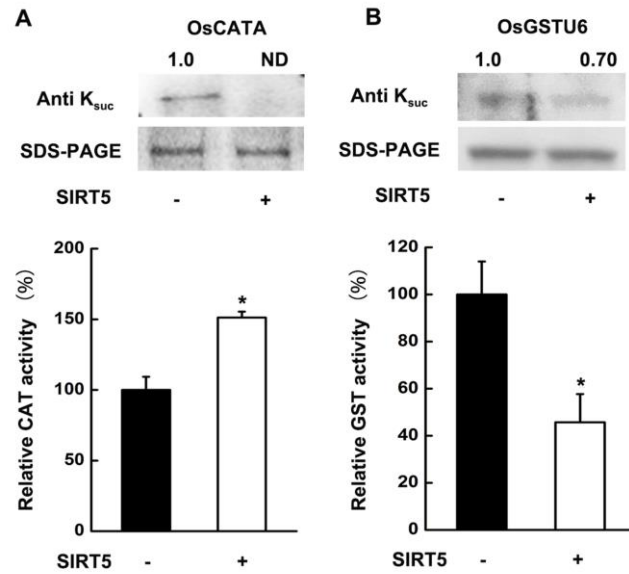 A
OsCATA
1.0 ND
Anti Ksuc
SDS-PAGE
SIRT5 - +
Relative CAT activity (%)
200
150
100
50
0
*
SIRT5 - +
B
OsGSTU6
1.0 0.70
Anti Ksuc
SDS-PAGE
SIRT5 - +
Relative GST activity (%)
120
100
80
60
40
20
0
*
SIRT5 - +